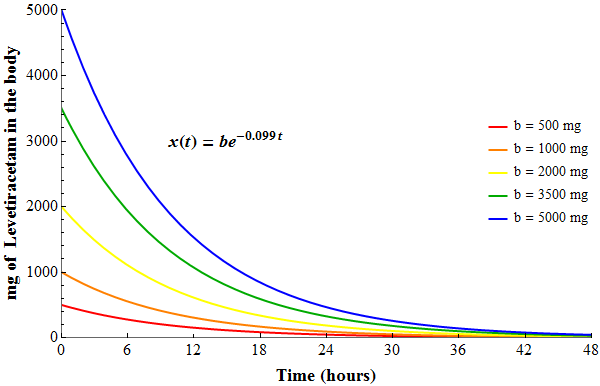 5000
4000
3000
2000
1000
0
mg of Levetiracetam in the body
x(t) = be^{-0.099 t}
b = 500 mg
b = 1000 mg
b = 2000 mg
b = 3500 mg
b = 5000 mg
0 6 12 18 24 30 36 42 48
Time (hours)